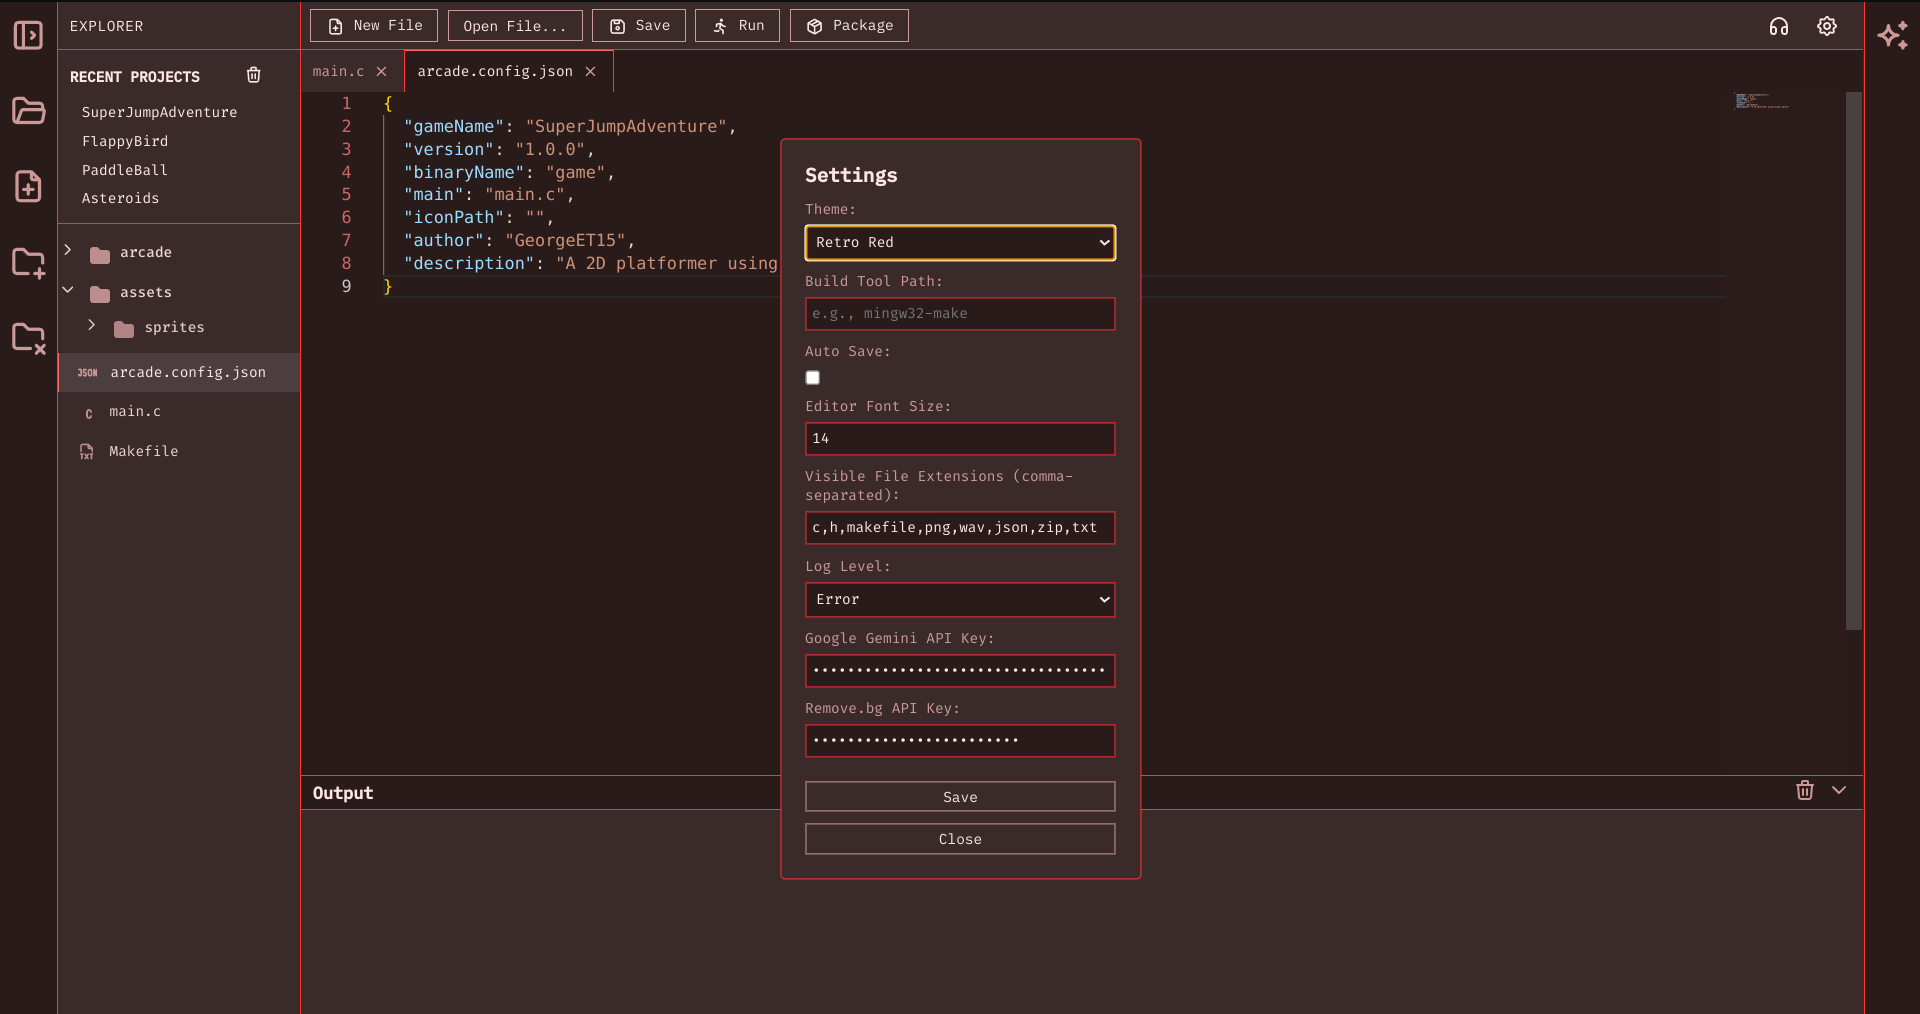 EXPLORER
New File
Open File...
Save
Run
Package
RECENT PROJECTS
SuperJumpAdventure
FlappyBird
PaddleBall
Asteroids
arcade
assets
sprites
JSON arcade.config.json
C main.c
TXT Makefile
main.c
arcade.config.json
1 {
2 "gameName": "SuperJumpAdventure",
3 "version": "1.0.0",
4 "binaryName": "game",
5 "main": "main.c",
6 "iconPath": "",
7 "author": "GeorgeET15",
8 "description": "A 2D platformer using
9 }
Settings
Theme:
Retro Red
Build Tool Path:
e.g., mingw32-make
Auto Save:
Editor Font Size:
14
Visible File Extensions (comma-
separated):
c,h,makefile,png,wav,json,zip,txt
Log Level:
Error
Google Gemini API Key:
Remove.bg API Key:
Save
Close
Output